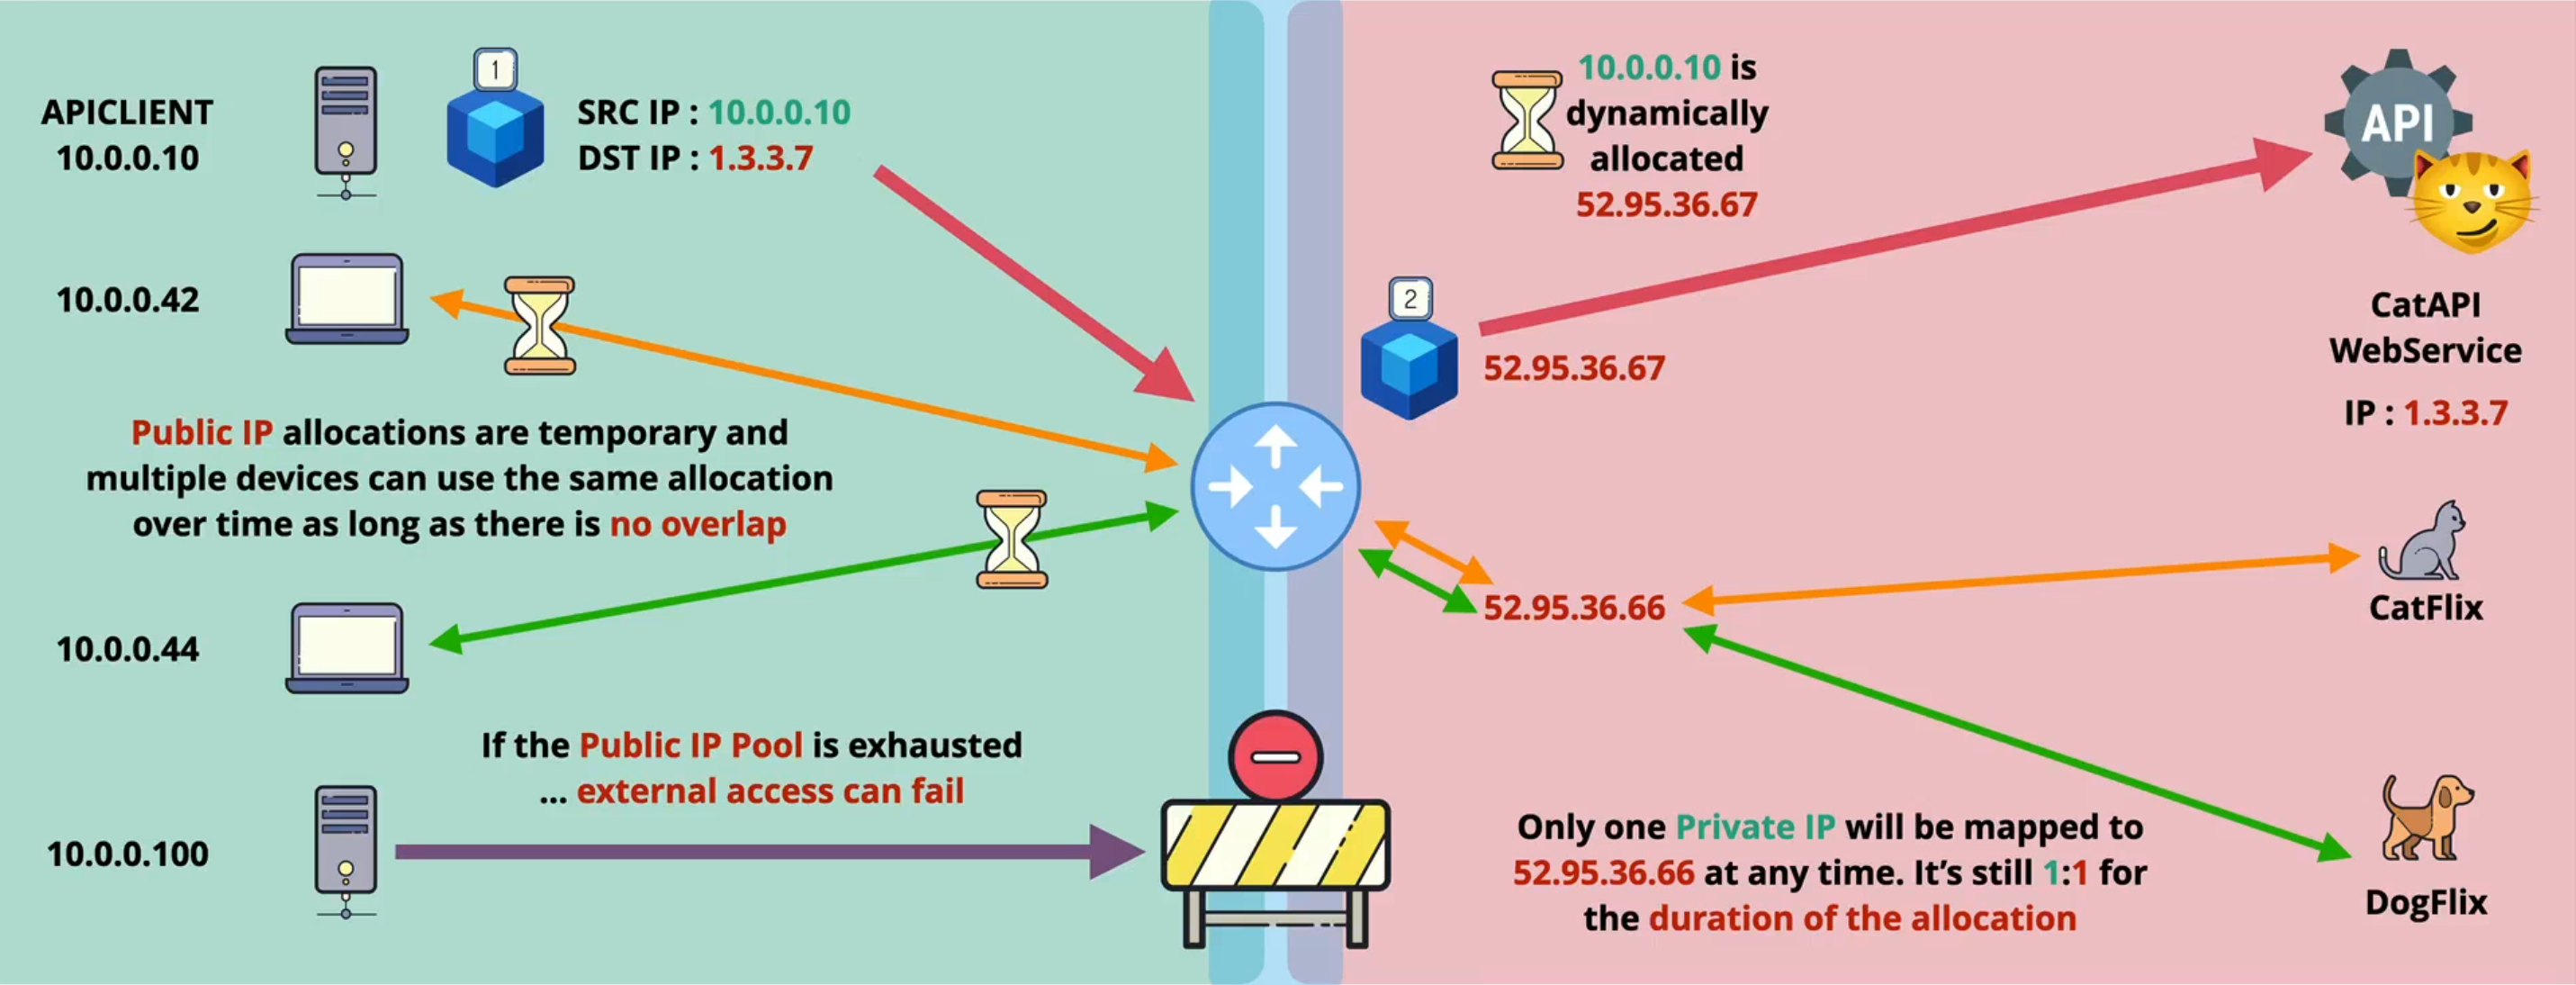 1
APICLIENT
10.0.0.10
SRC IP : 10.0.0.10
DST IP : 1.3.3.7
10.0.0.10 is
dynamically
allocated
52.95.36.67
API
10.0.0.42
2
52.95.36.67
CatAPI
WebService
IP : 1.3.3.7
Public IP allocations are temporary and
multiple devices can use the same allocation
over time as long as there is no overlap
52.95.36.66
CatFlix
10.0.0.44
If the Public IP Pool is exhausted
... external access can fail
10.0.0.100
Only one Private IP will be mapped to
52.95.36.66 at any time. It's still 1:1 for
the duration of the allocation
DogFlix